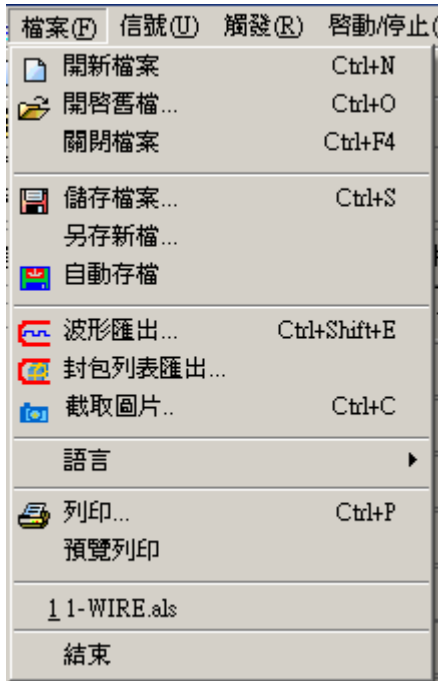 檔案(F) 信號(U) 觸發(R) 啓動/停止(
開新檔案 Ctrl+N
開啓舊檔... Ctrl+O
關閉檔案 Ctrl+F4
儲存檔案... Ctrl+S
另存新檔...
自動存檔
波形匯出... Ctrl+Shift+E
封包列表匯出...
截取圖片.. Ctrl+C
語言
列印... Ctrl+P
預覽列印
1 1-WIRE.als
結束